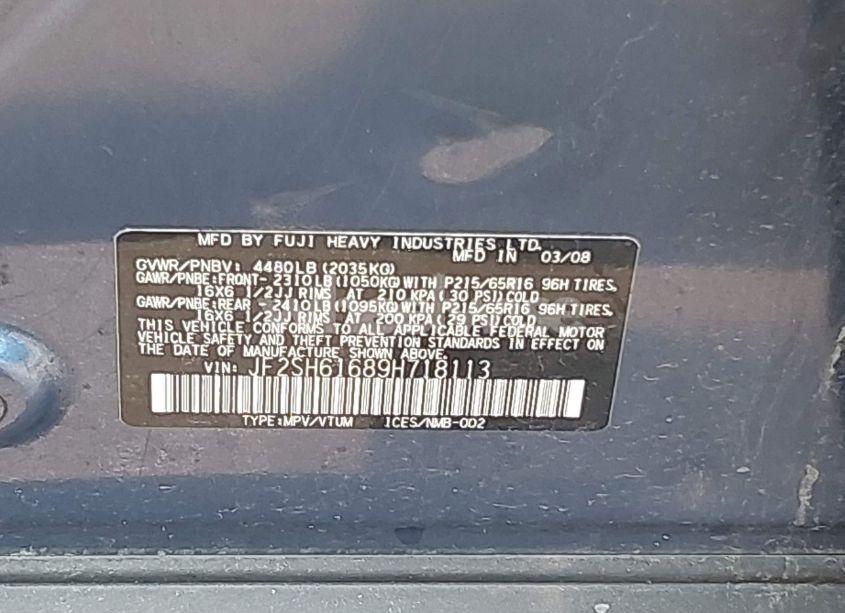 MFD BY FUJI HEAVY INDUSTRIES LTD.
MFD IN 03/08
GVWR/PNBV: 4480LB(2035KG)
GAWR/PNBE:FRONT- 2310LB(1050KG)WITH P215/65R16 96H TIRES,
16X6 1/2JJ RIMS AT 210KPA(30 PSI)COLD
GAWR/PNBE:REAR -2410LB(1095KG)WITH P215/65R16 96H TIRES,
16X6 1/2JJ RIMS AT 200KPA(29 PSI)COLD
THIS VEHICLE CONFORMS TO ALL APPLICABLE FEDERAL MOTOR
VEHICLE SAFETY AND THEFT PREVENTION STANDARDS IN EFFECT ON
THE DATE OF MANUFACTURE SHOWN ABOVE.
VIN: JF2SH61689H718113
TYPE:MPV/VTUM ICES/NMB-002